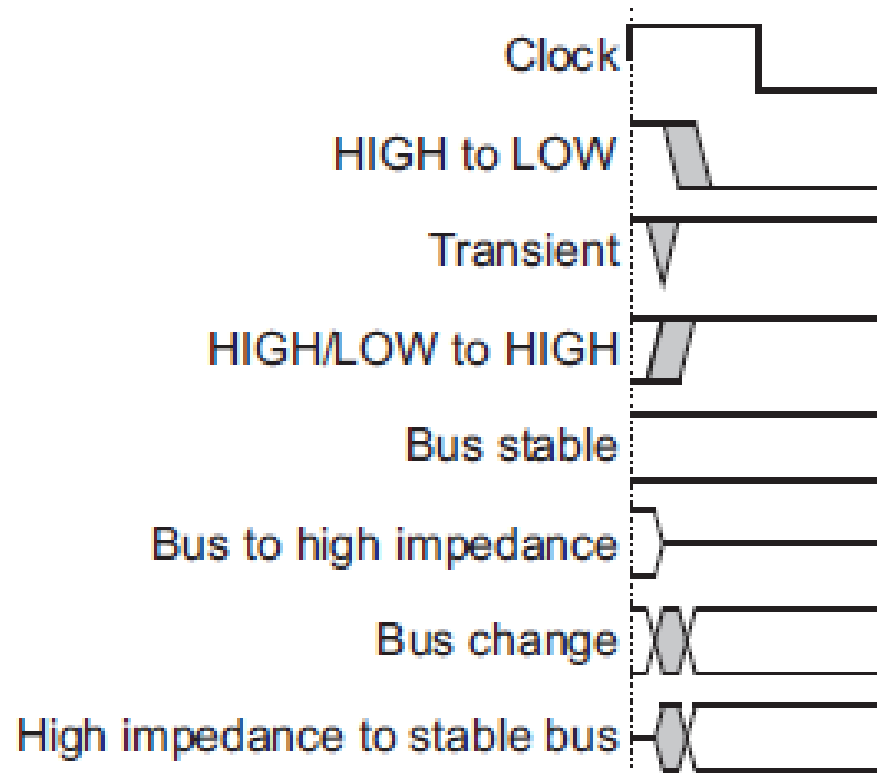 Clock
HIGH to LOW
Transient
HIGH/LOW to HIGH
Bus stable
Bus to high impedance
Bus change
High impedance to stable bus